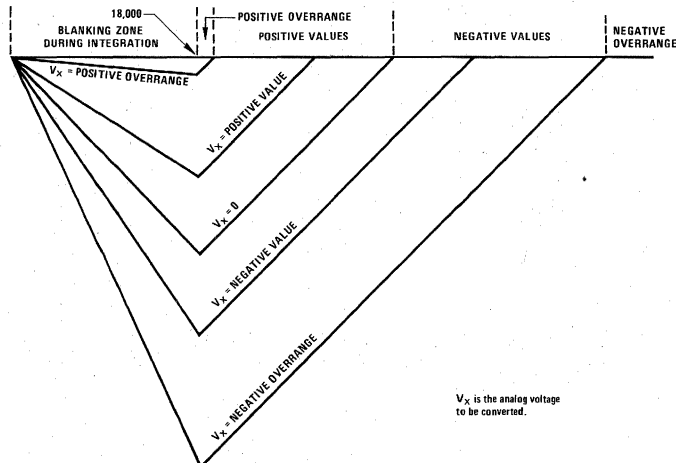 18,000
BLANKING ZONE
DURING INTEGRATION
POSITIVE OVERRANGE
POSITIVE VALUES
NEGATIVE VALUES
NEGATIVE
OVERRANGE
VX = POSITIVE OVERRANGE
VX = POSITIVE VALUE
VX = 0
VX = NEGATIVE VALUE
VX = NEGATIVE OVERRANGE
VX is the analog voltage
to be converted.